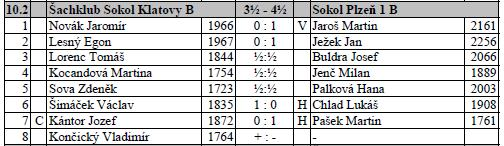 10.2 Šachklub Sokol Klatovy B 3½ - 4½ Sokol Plzeň 1 B
1 Novák Jaromír 1966 0 : 1 V Jaroš Martin 2161
2 Lesný Egon 1967 0 : 1 Ježek Jan 2256
3 Lorenc Tomáš 1844 ½:½ Buldra Josef 2066
4 Kocandová Martina 1754 ½:½ Jenč Milan 1889
5 Sova Zdeněk 1723 ½:½ Palková Hana 2003
6 Šimáček Václav 1835 1 : 0 H Chlad Lukáš 1908
7 C Kántor Jozef 1872 0 : 1 H Pašek Martin 1761
8 Končický Vladimír 1764 + : - -